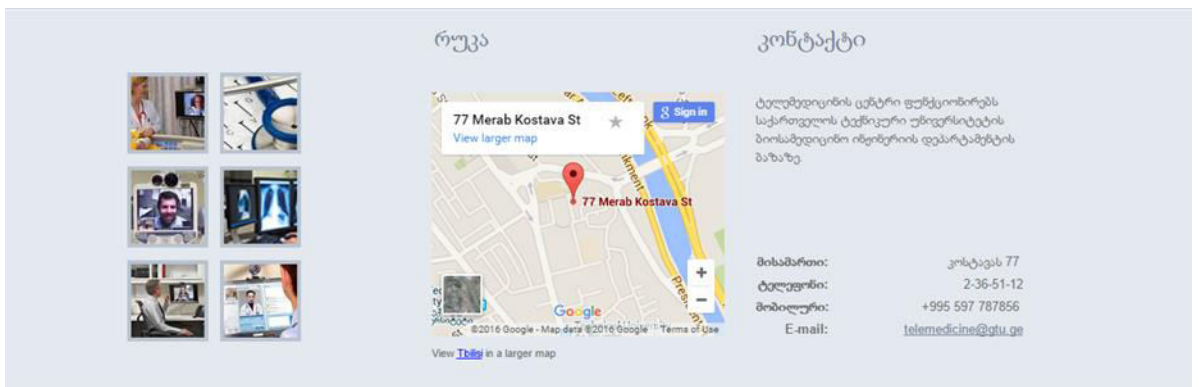 რუკა
77 Merab Kostava St
View larger map
Sign in
77 Merab Kostava St
Google
©2016 Google - Map data ©2016 Google Terms of Use
View Tbilisi in a larger map
კონტაქტი
ტელემედიცინის ცენტრი ფუნქციონირებს
საქართველოს ტექნიკური უნივერსიტეტის
ბიოსამედიცინო ინჟინერიის დეპარტამენტის
ბაზაზე.
მისამართი: კოსტავას 77
ტელეფონი: 2-36-51-12
მობილური: +995 597 787856
E-mail: telemedicine@gtu.ge